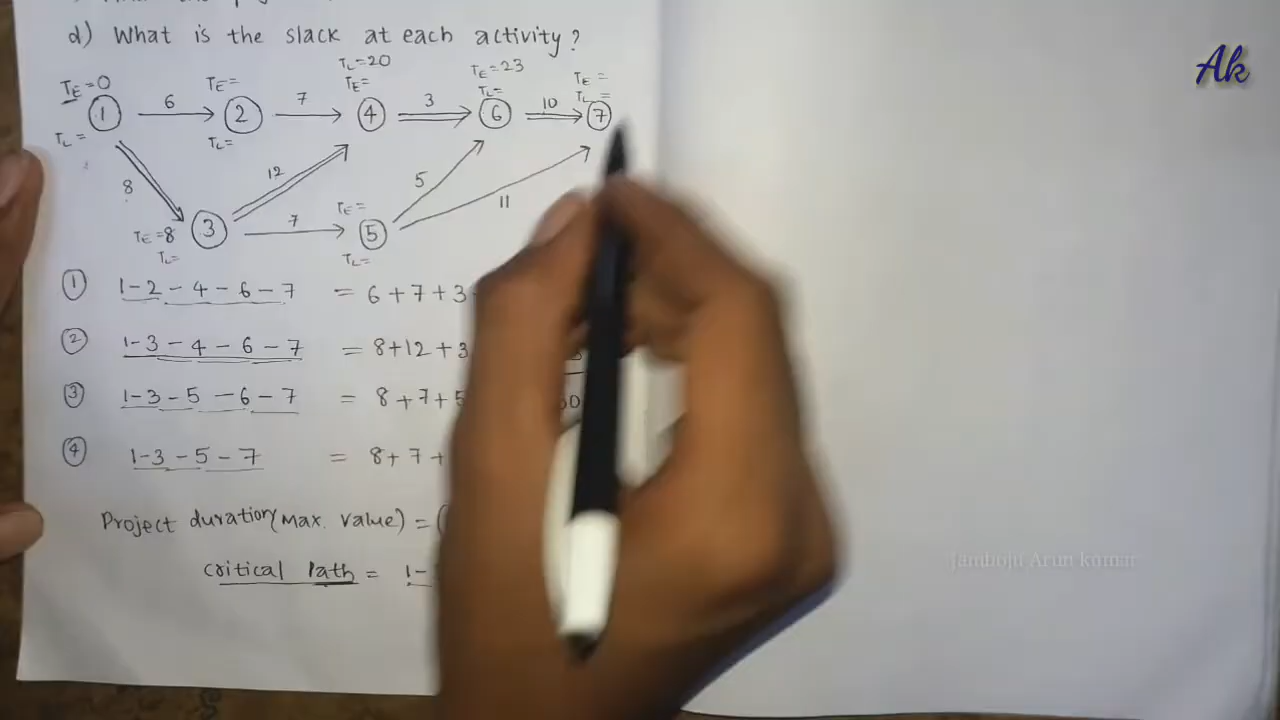 d) What is the slack at each activity?
TL=20
TE=0 TE= TE= TE=23 TE=
TL= TL=
1 6 2 7 4 3 6 10 7
TL= TL=
8 12 5 11
TE=8 3 7 TE= 5
TL= TL=
1 1-2-4-6-7 = 6+7+3
2 1-3-4-6-7 = 8+12+3
3 1-3-5-6-7 = 8+7+5
4 1-3-5-7 = 8+7+
Project duration(Max. value) =
critical Path = 1-
Ak
Jamboju Arun kumar